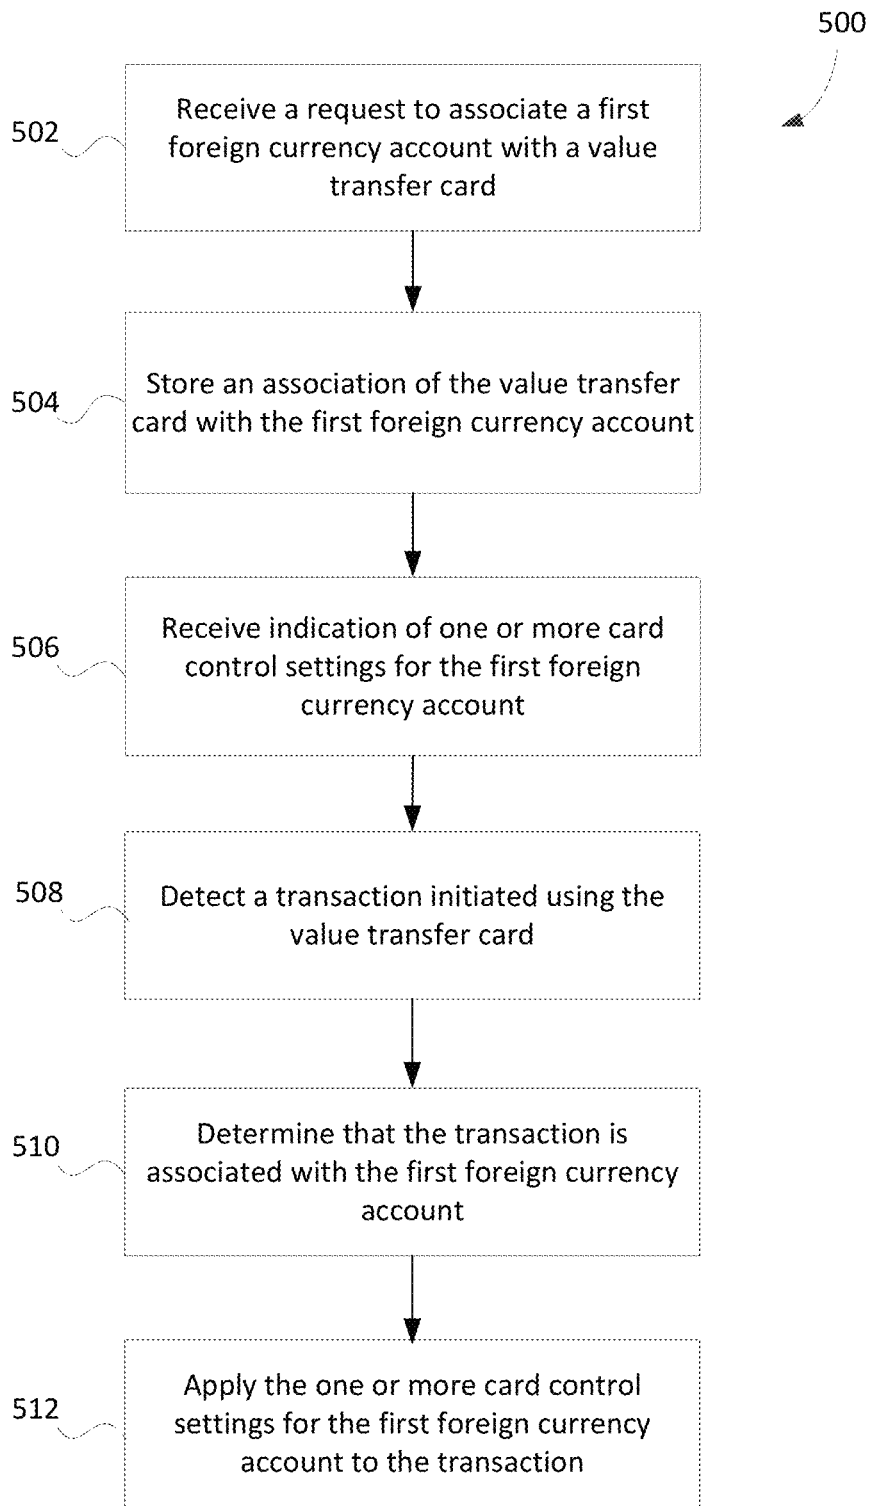 500
502
Receive a request to associate a first
foreign currency account with a value
transfer card
504
Store an association of the value transfer
card with the first foreign currency account
506
Receive indication of one or more card
control settings for the first foreign
currency account
508
Detect a transaction initiated using the
value transfer card
510
Determine that the transaction is
associated with the first foreign currency
account
512
Apply the one or more card control
settings for the first foreign currency
account to the transaction